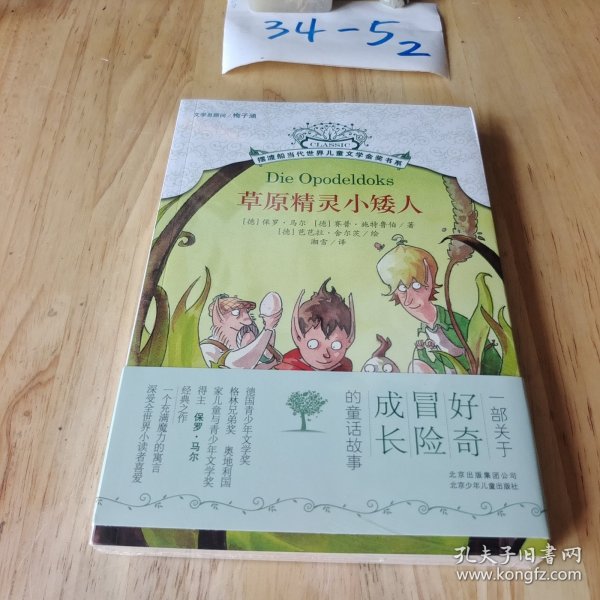 34-52
文学总顾问/梅子涵
CLASSIC
摆渡船当代世界儿童文学金奖书系
Die Opodeldoks
草原精灵小矮人
[德]保罗·马尔 [德]赛普·施特鲁伯/著
[德]芭芭拉·舍尔茨/绘
湘雪/译
一部关于
好奇
冒险
成长
的童话故事
德国青少年文学奖
格林兄弟奖 奥地利国
家儿童与青少年文学奖
得主 保罗·马尔
经典之作
一个充满魔力的寓言
深受全世界小读者喜爱
北京出版集团公司
北京少年儿童出版社
孔夫子旧书网
www.kongfz.com